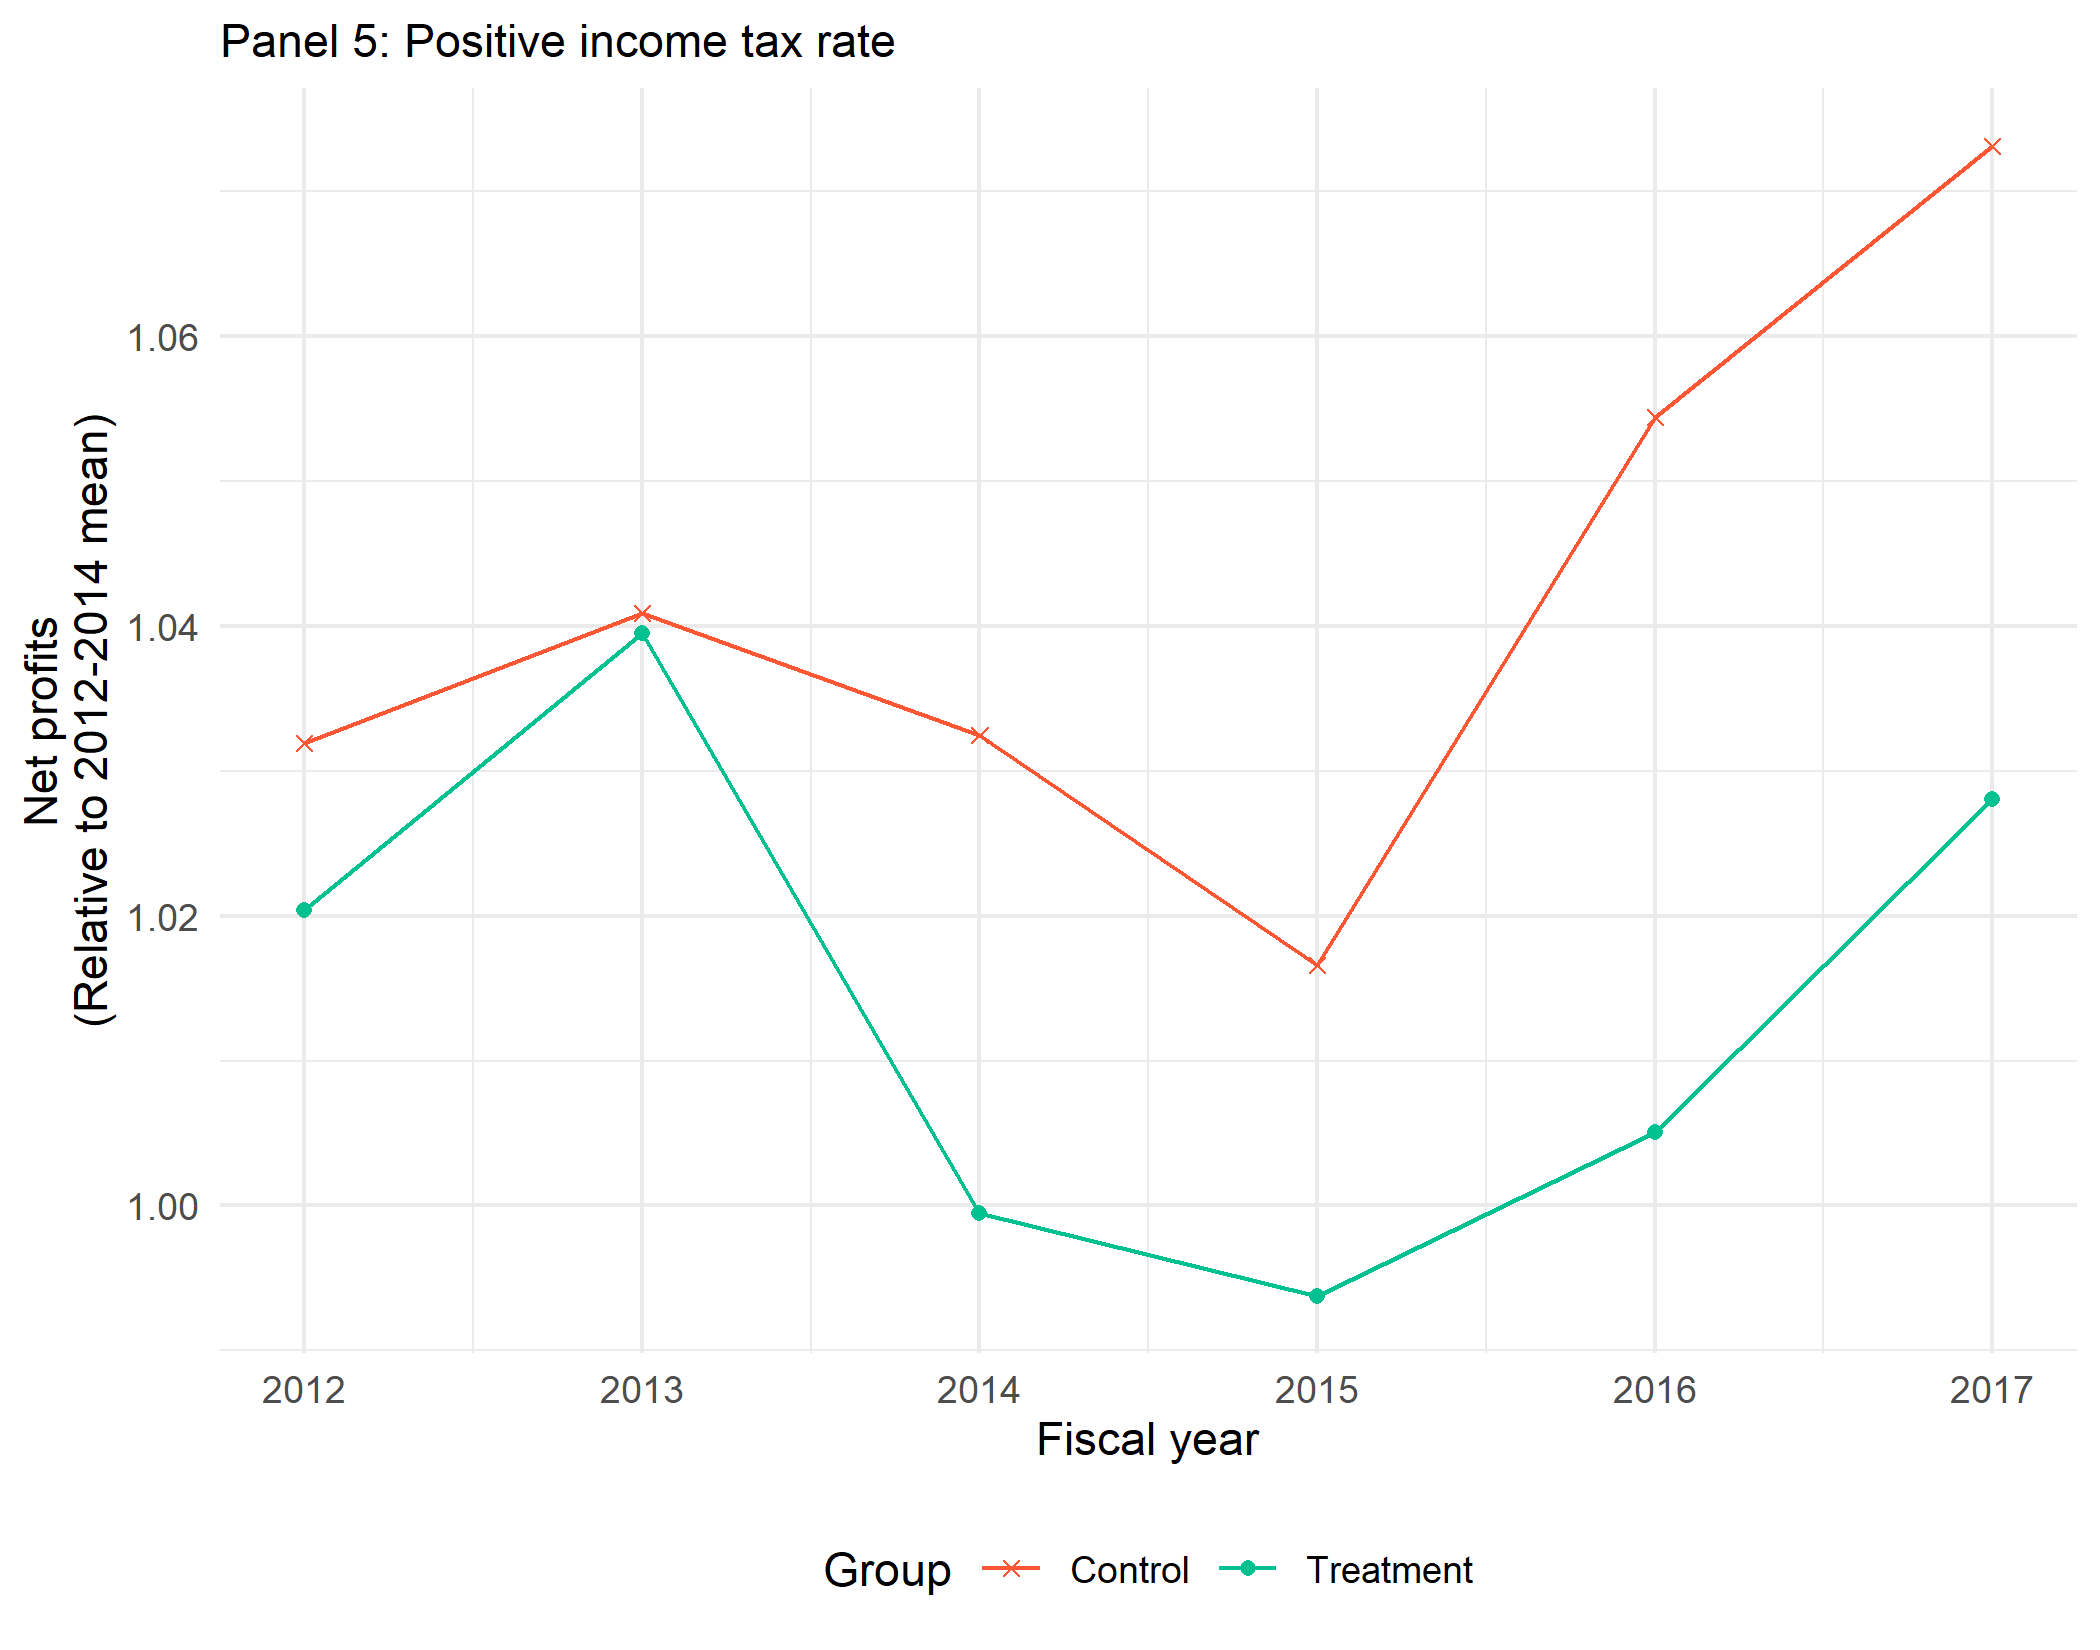 Panel 5: Positive income tax rate
Net profits
(Relative to 2012-2014 mean)
1.06
1.04
1.02
1.00
2012 2013 2014 2015 2016 2017
Fiscal year
Group Control Treatment